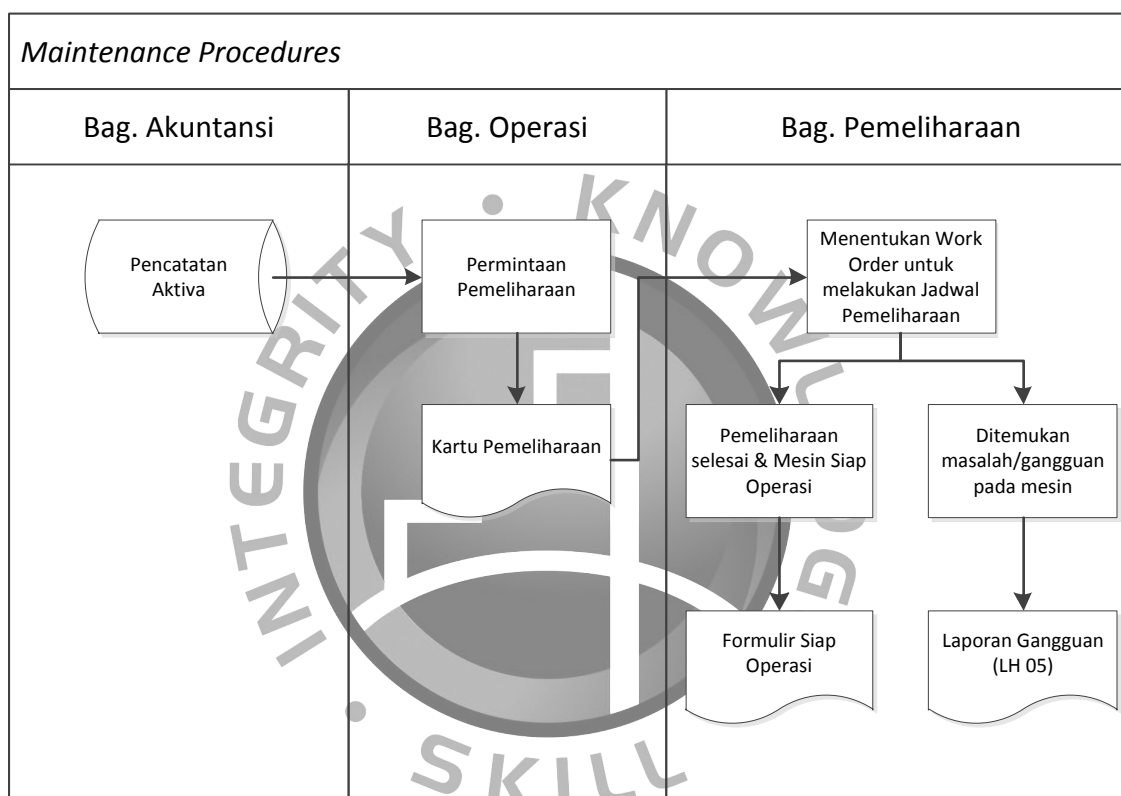 Maintenance Procedures
Bag. Akuntansi
Bag. Operasi
Bag. Pemeliharaan
Pencatatan
Aktiva
Permintaan
Pemeliharaan
Menentukan Work
Order untuk
melakukan Jadwal
Pemeliharaan
Kartu Pemeliharaan
Pemeliharaan
selesai & Mesin Siap
Operasi
Ditemukan
masalah/gangguan
pada mesin
Formulir Siap
Operasi
Laporan Gangguan
(LH 05)
INTEGRITY • KNOWL
G
• SKILL